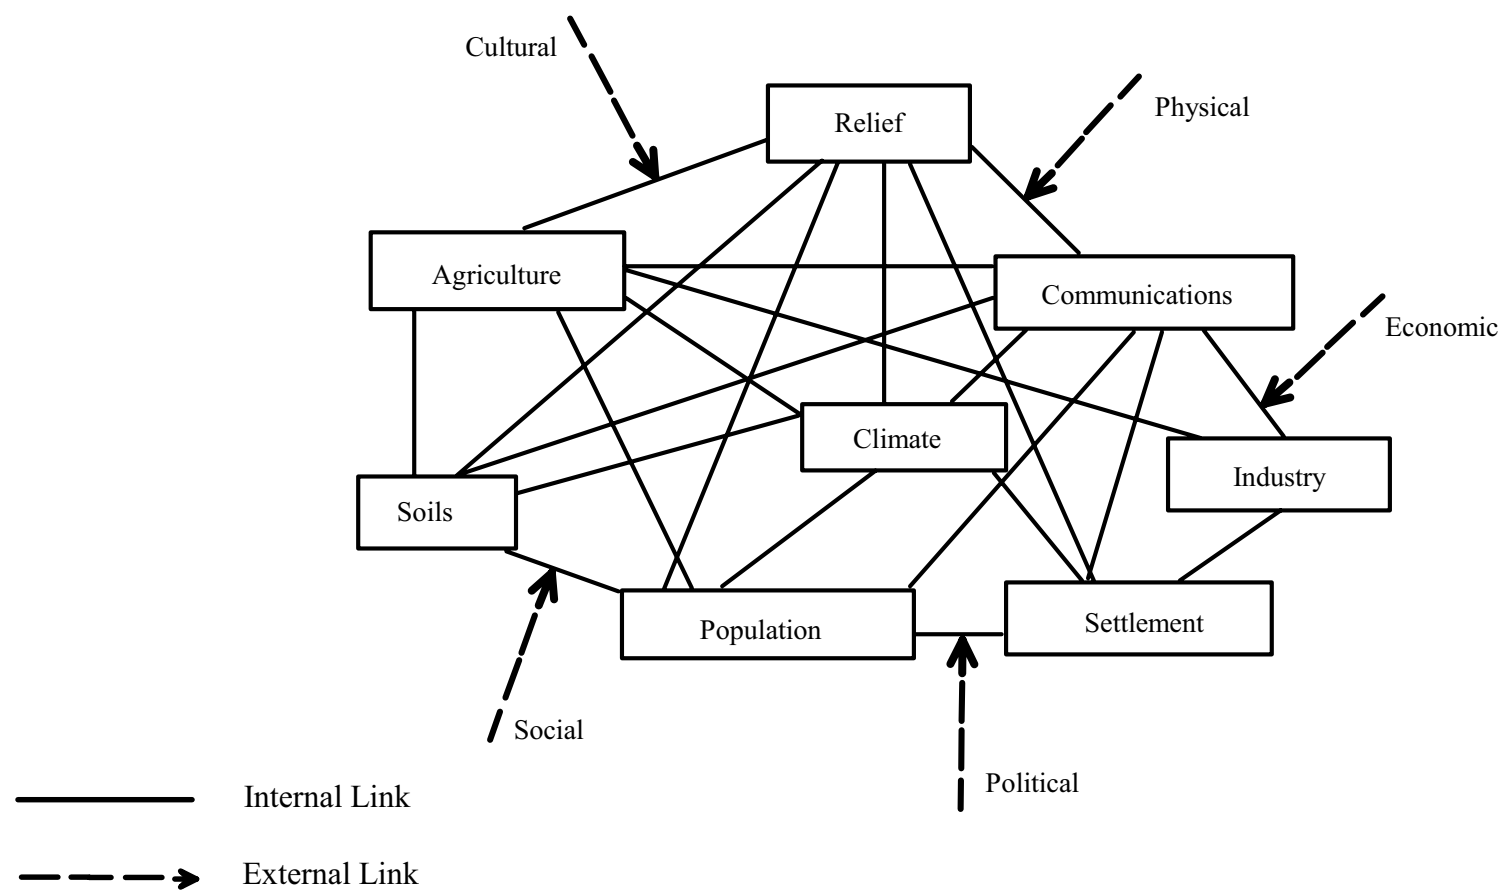 Cultural
Relief
Physical
Agriculture
Communications
Economic
Climate
Industry
Soils
Population
Settlement
Social
Political
Internal Link
External Link